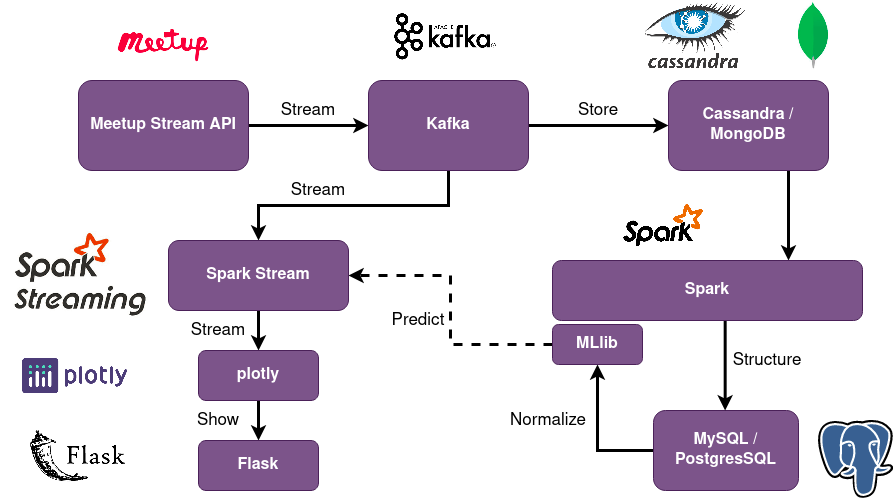 meetup
APACHE
kafka
cassandra
Meetup Stream API
Stream
Kafka
Store
Cassandra /
MongoDB
Stream
Spark
Streaming
Spark Stream
Spark
Spark
Predict
MLlib
Stream
Structure
plotly
plotly
Show
Normalize
Flask
Flask
MySQL /
PostgresSQL